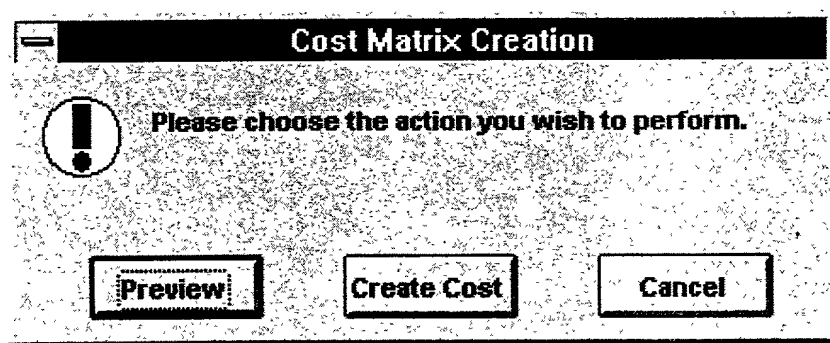 Cost Matrix Creation
Please choose the action you wish to perform.
Preview Create Cost Cancel